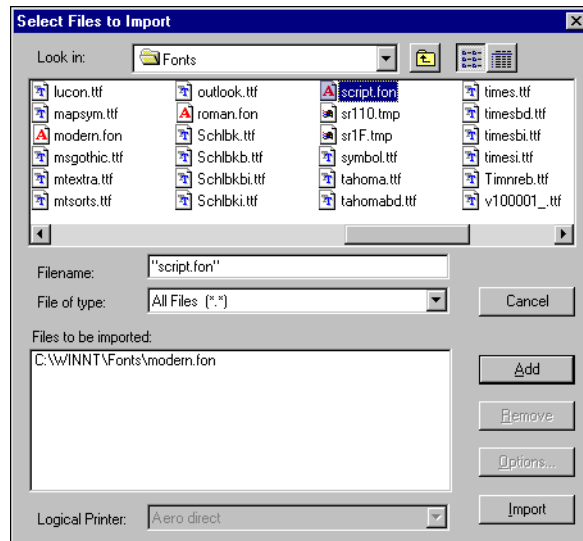 Select Files to Import
Look in: Fonts
lucon.ttf outlook.ttf script.fon times.ttf
mapsym.ttf roman.fon sr110.tmp timesbd.ttf
modern.fon Schlbk.ttf sr1F.tmp timesbi.ttf
msgothic.ttf Schlbkb.ttf symbol.ttf timesi.ttf
mtextra.ttf Schlbkbi.ttf tahoma.ttf Timnreb.ttf
mtsorts.ttf Schlbki.ttf tahomabd.ttf v100001_.ttf
Filename: "script.fon"
File of type: All Files (*.*) Cancel
Files to be imported:
C:\WINNT\Fonts\modern.fon
Add
Remove
Options...
Logical Printer: Aero direct Import